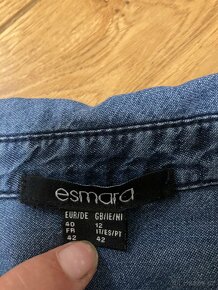 esmara
EUR/DE GB/IE/NI
40 12
FR IT/ES/PT
42 42